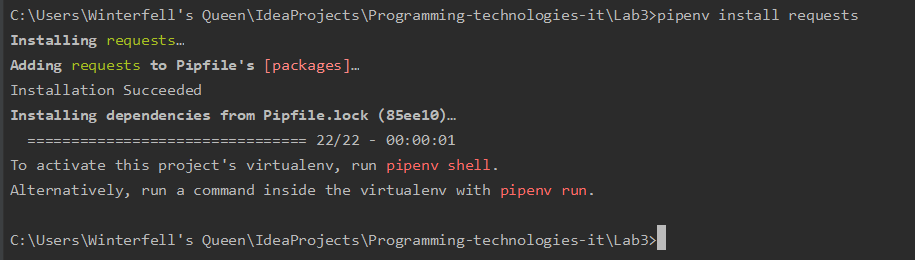 C:\Users\Winterfell's Queen\IdeaProjects\Programming-technologies-it\Lab3>pipenv install requests
Installing requests…
Adding requests to Pipfile's [packages]…
Installation Succeeded
Installing dependencies from Pipfile.lock (85ee10)…
  ================================ 22/22 - 00:00:01
To activate this project's virtualenv, run pipenv shell.
Alternatively, run a command inside the virtualenv with pipenv run.
C:\Users\Winterfell's Queen\IdeaProjects\Programming-technologies-it\Lab3>